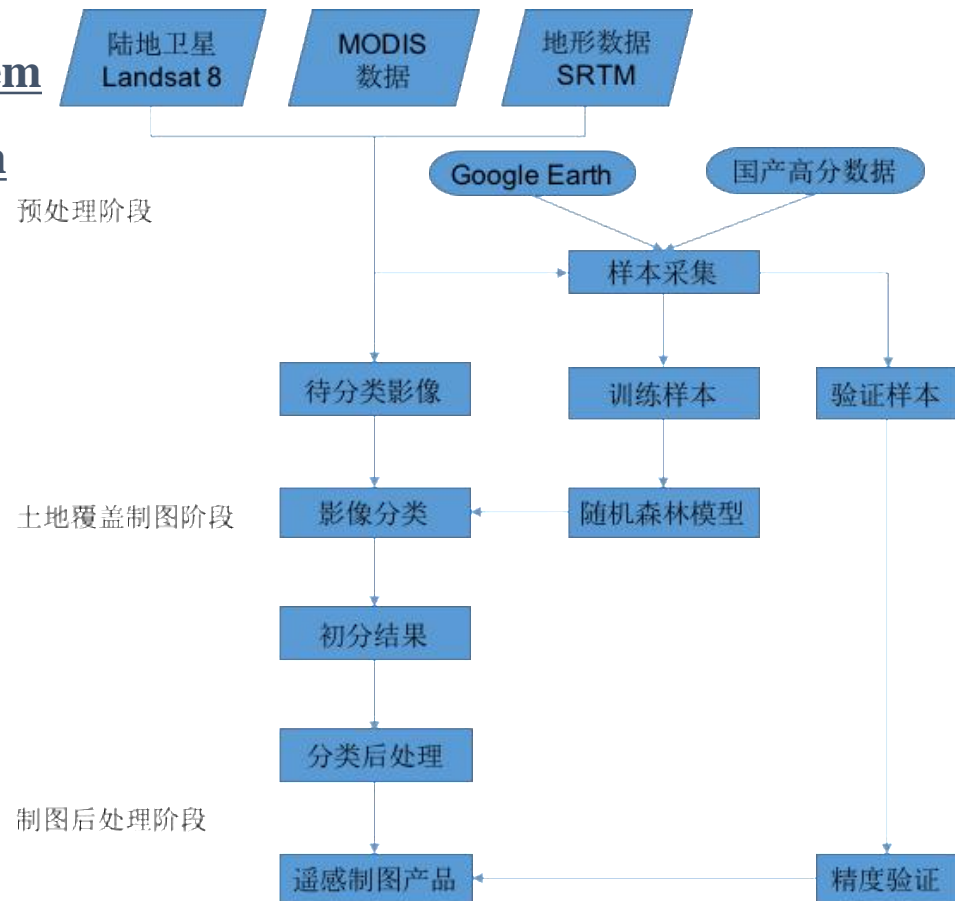 陆地卫星
Landsat 8
MODIS
数据
地形数据
SRTM
em
Google Earth
国产高分数据
预处理阶段
样本采集
待分类影像
训练样本
验证样本
土地覆盖制图阶段
影像分类
随机森林模型
初分结果
分类后处理
制图后处理阶段
遥感制图产品
精度验证